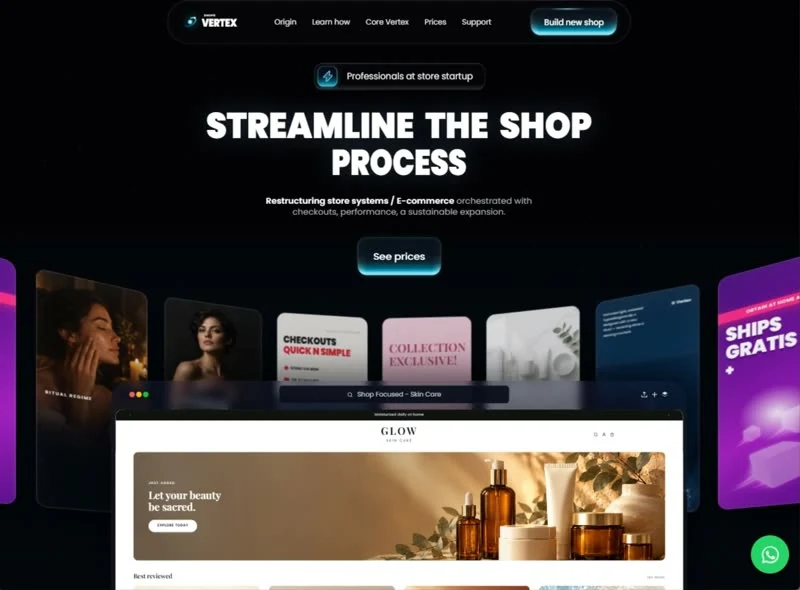 VERTEX
Origin
Learn how
Core Vertex
Prices
Support
Build new shop
Professionals at store startup
STREAMLINE THE SHOP
PROCESS
Restructuring store systems / E-commerce orchestrated with
checkouts, performance, a sustainable expansion.
See prices
RITUAL REGIME
CHECKOUTS
QUICK N SIMPLE
COLLECTION
EXCLUSIVE!
SHIPS
GRATIS
+
Shop Focused - Skin Care
GLOW
SKIN CARE
Let your beauty
be sacred.
EXPLORE TODAY
Best reviewed